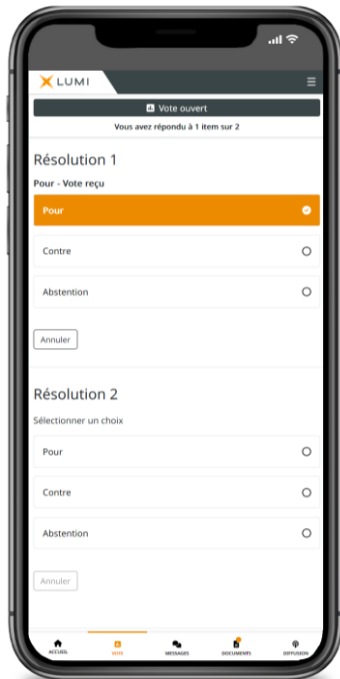 LUMI
Vote ouvert
Vous avez répondu à 1 item sur 2
Résolution 1
Pour - Vote reçu
Pour
Contre
Abstention
Annuler
Résolution 2
Sélectionner un choix
Pour
Contre
Abstention
Annuler
ACCUEIL VOTE MESSAGES DOCUMENTS DIFFUSION